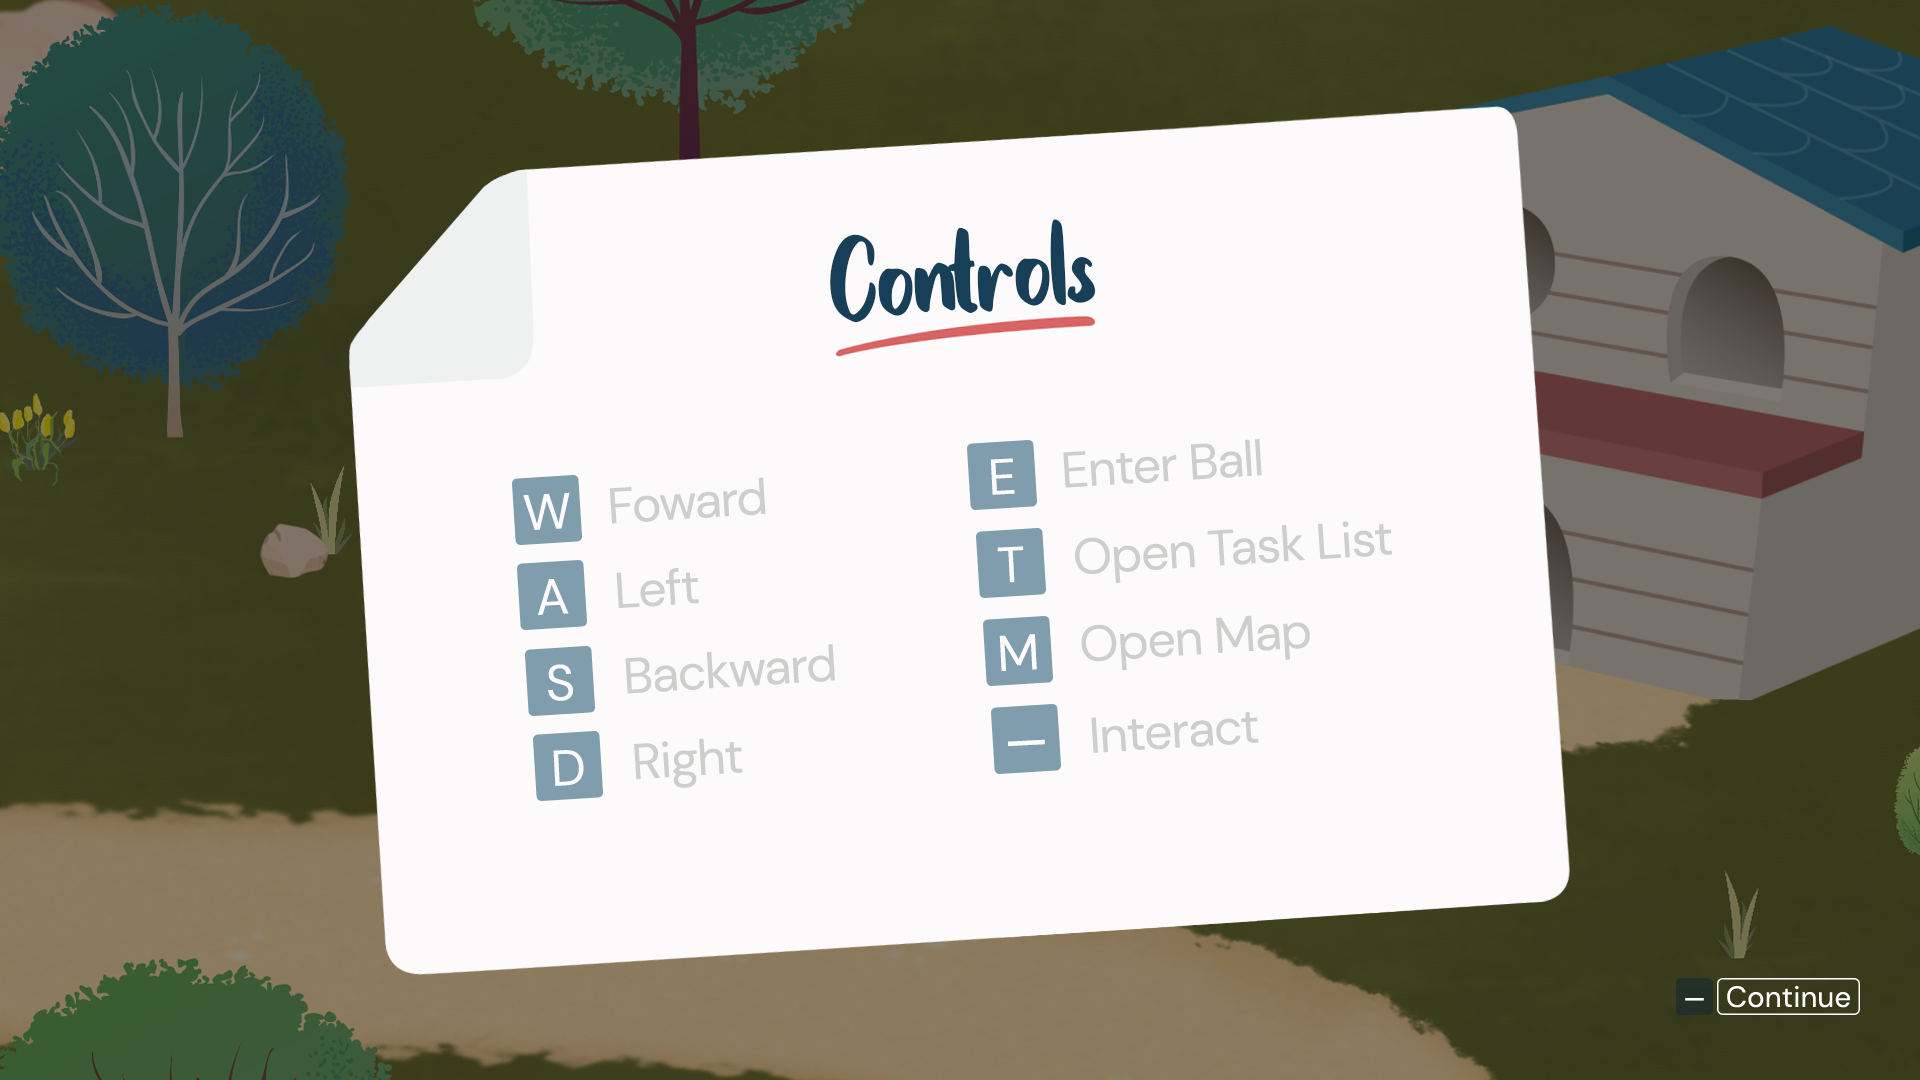 Controls
W Foward
A Left
S Backward
D Right
E Enter Ball
T Open Task List
M Open Map
— Interact
— Continue